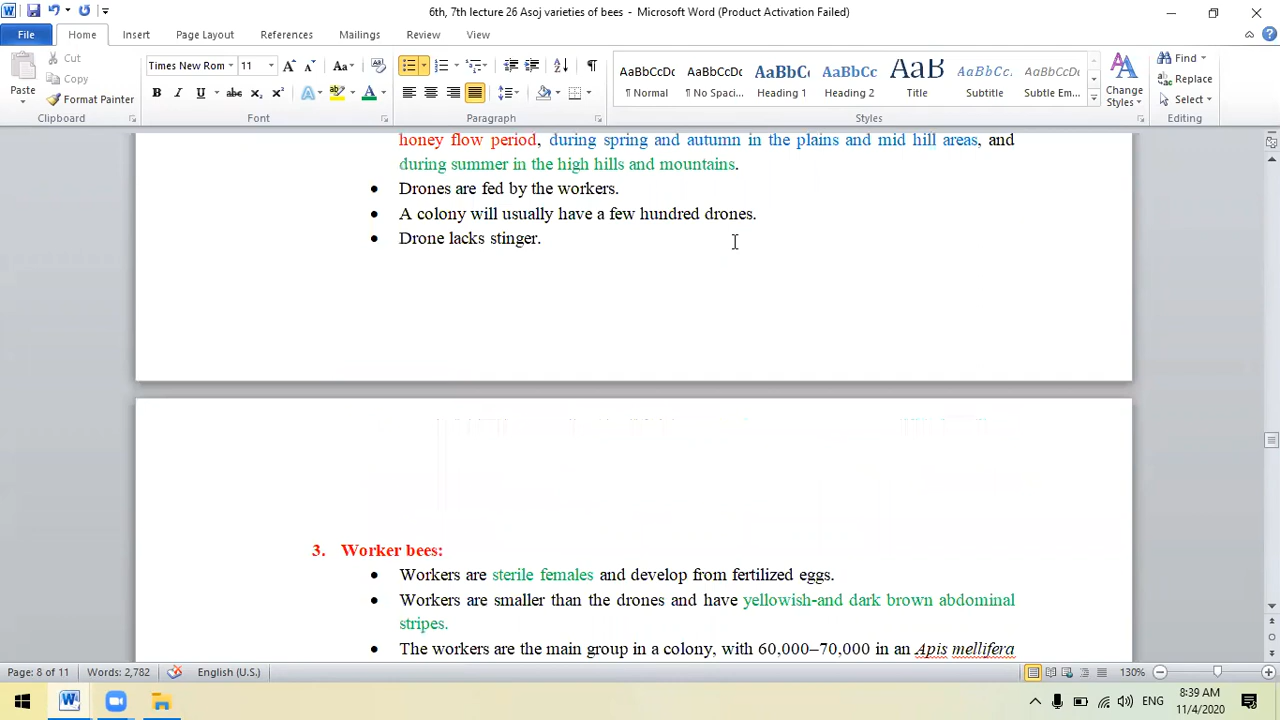 6th, 7th lecture 26 Asoj varieties of bees - Microsoft Word (Product Activation Failed)
File Home Insert Page Layout References Mailings Review View
Cut
Copy
Format Painter
Paste
Clipboard
Times New Rom 11
Font
Paragraph
AaBbCcDc AaBbCcDc AaBbC AaBbCc AaB AaBbCc. AaBbCcDc
¶ Normal ¶ No Spaci... Heading 1 Heading 2 Title Subtitle Subtle Em...
Styles
Change Styles
Find
Replace
Select
Editing
honey flow period, during spring and autumn in the plains and mid hill areas, and
during summer in the high hills and mountains.
• Drones are fed by the workers.
• A colony will usually have a few hundred drones.
• Drone lacks stinger.
3. Worker bees:
• Workers are sterile females and develop from fertilized eggs.
• Workers are smaller than the drones and have yellowish-and dark brown abdominal
stripes.
• The workers are the main group in a colony, with 60,000–70,000 in an Apis mellifera
Page: 8 of 11 Words: 2,782 English (U.S.) 130%
ENG 8:39 AM
11/4/2020